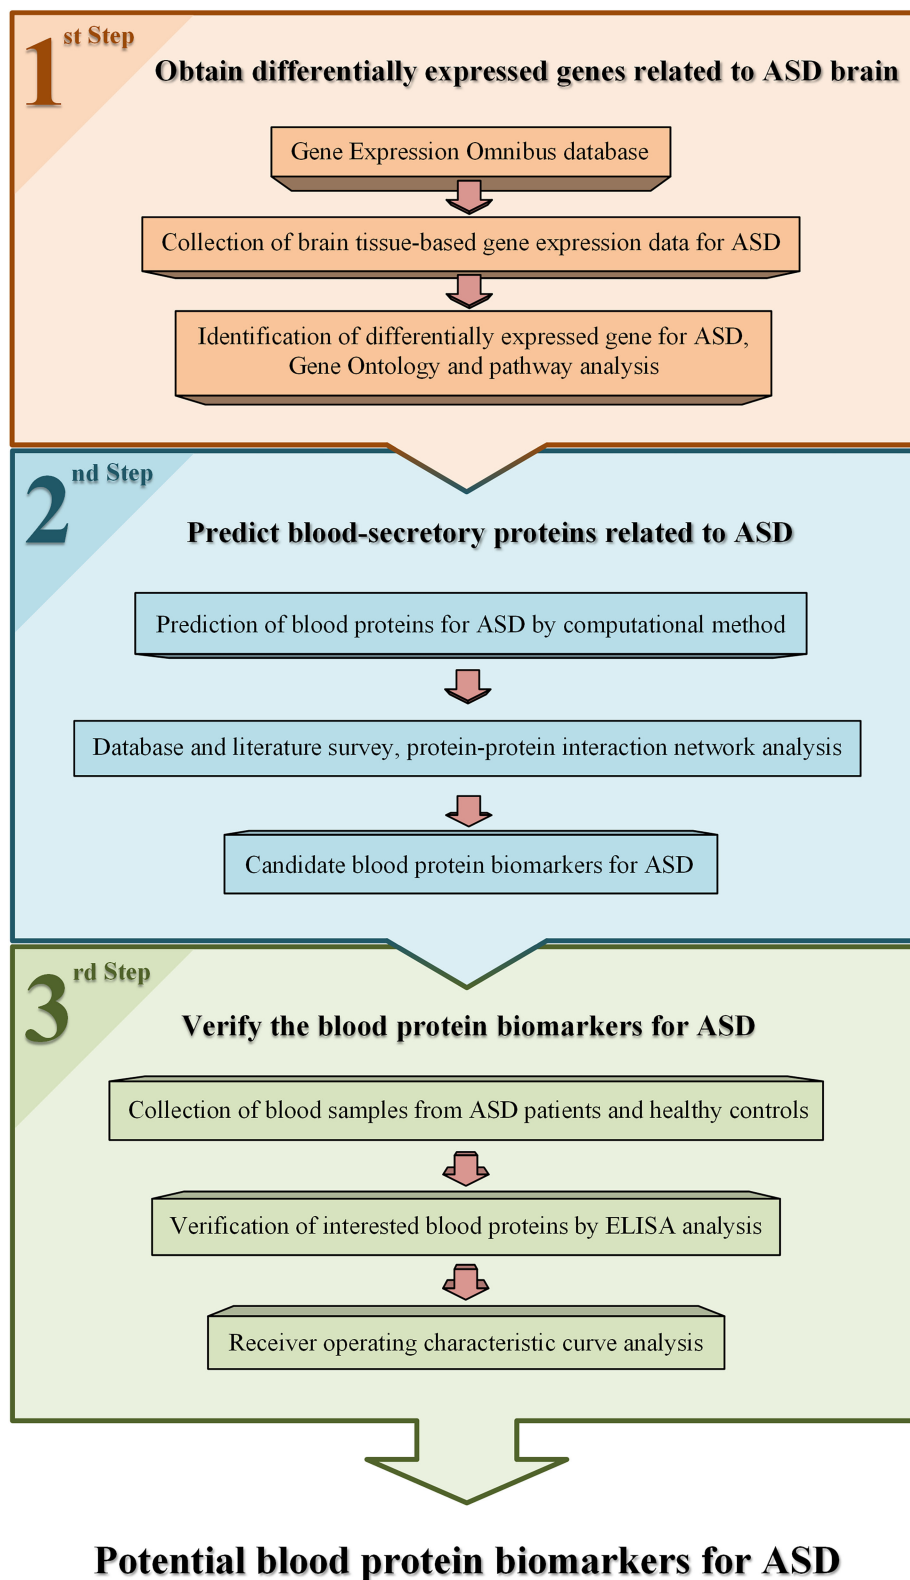 1st Step
Obtain differentially expressed genes related to ASD brain
Gene Expression Omnibus database
Collection of brain tissue-based gene expression data for ASD
Identification of differentially expressed gene for ASD,
Gene Ontology and pathway analysis
2nd Step
Predict blood-secretory proteins related to ASD
Prediction of blood proteins for ASD by computational method
Database and literature survey, protein-protein interaction network analysis
Candidate blood protein biomarkers for ASD
3rd Step
Verify the blood protein biomarkers for ASD
Collection of blood samples from ASD patients and healthy controls
Verification of interested blood proteins by ELISA analysis
Receiver operating characteristic curve analysis
Potential blood protein biomarkers for ASD